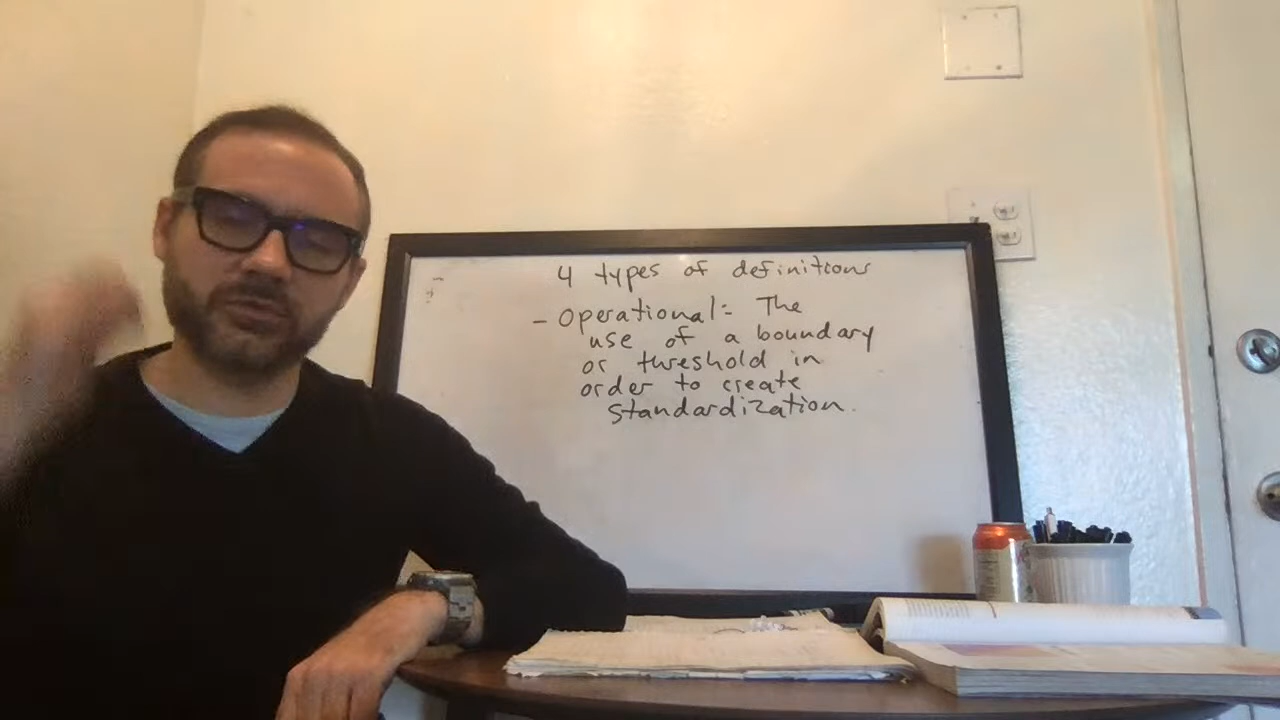 4 types of definitions
- Operational:- The
use of a boundary
or threshold in
order to create
Standardization.